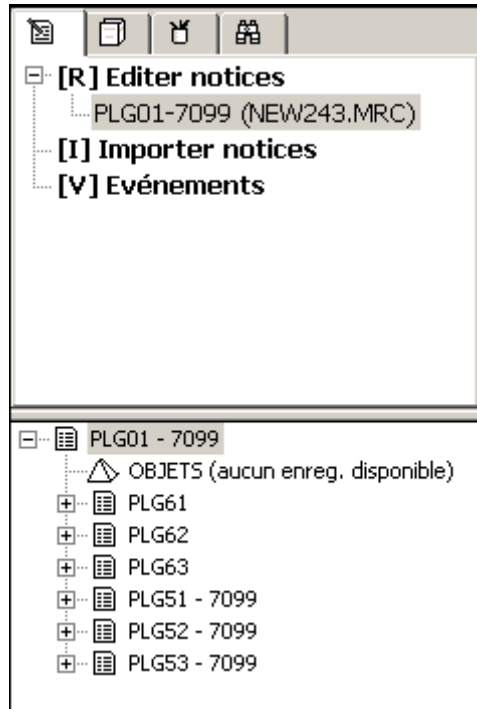 [R] Editer notices
PLG01-7099 (NEW243.MRC)
[I] Importer notices
[V] Evénements
PLG01 - 7099
OBJETS (aucun enreg. disponible)
PLG61
PLG62
PLG63
PLG51 - 7099
PLG52 - 7099
PLG53 - 7099